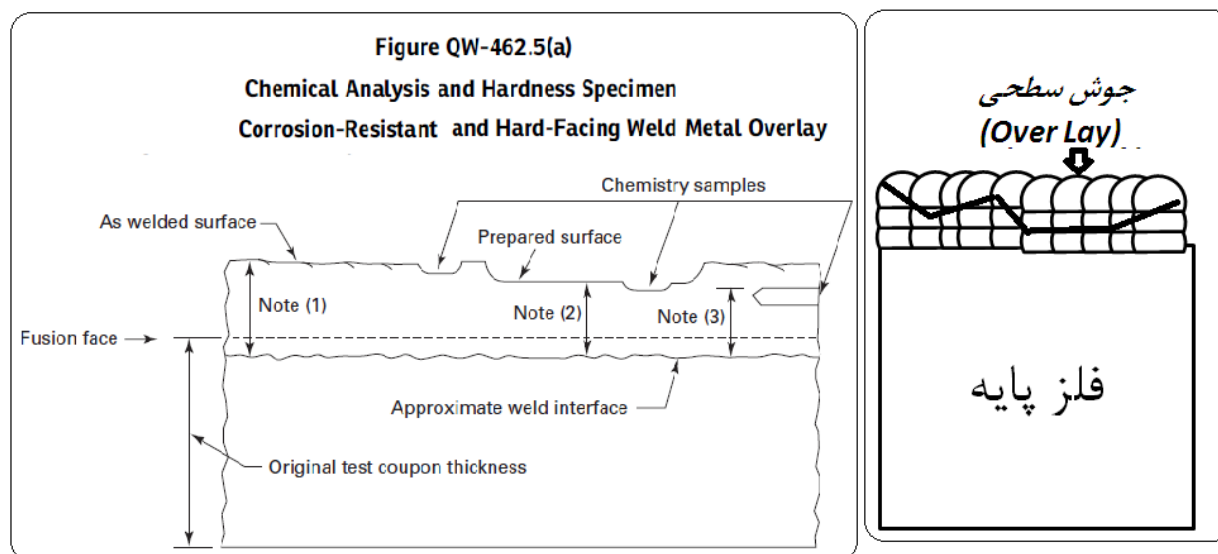 Figure QW-462.5(a)
Chemical Analysis and Hardness Specimen
Corrosion-Resistant and Hard-Facing Weld Metal Overlay
Chemistry samples
As welded surface
Prepared surface
Note (1)
Note (2)
Note (3)
Fusion face
Approximate weld interface
Original test coupon thickness
جوش سطحی
(Over Lay)
فلز پایه